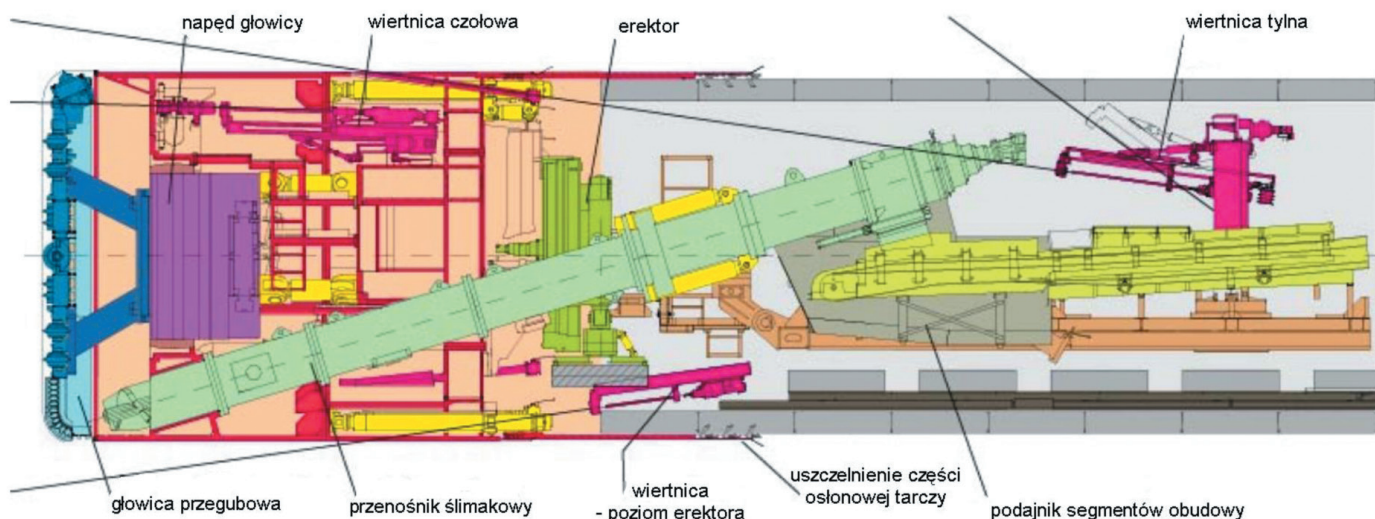 napęd głowicy
wiertnica czołowa
erektor
wiertnica tylna
głowica przegubowa
przenośnik ślimakowy
wiertnica
- poziom erektora
uszczelnienie części
osłonowej tarczy
podajnik segmentów obudowy